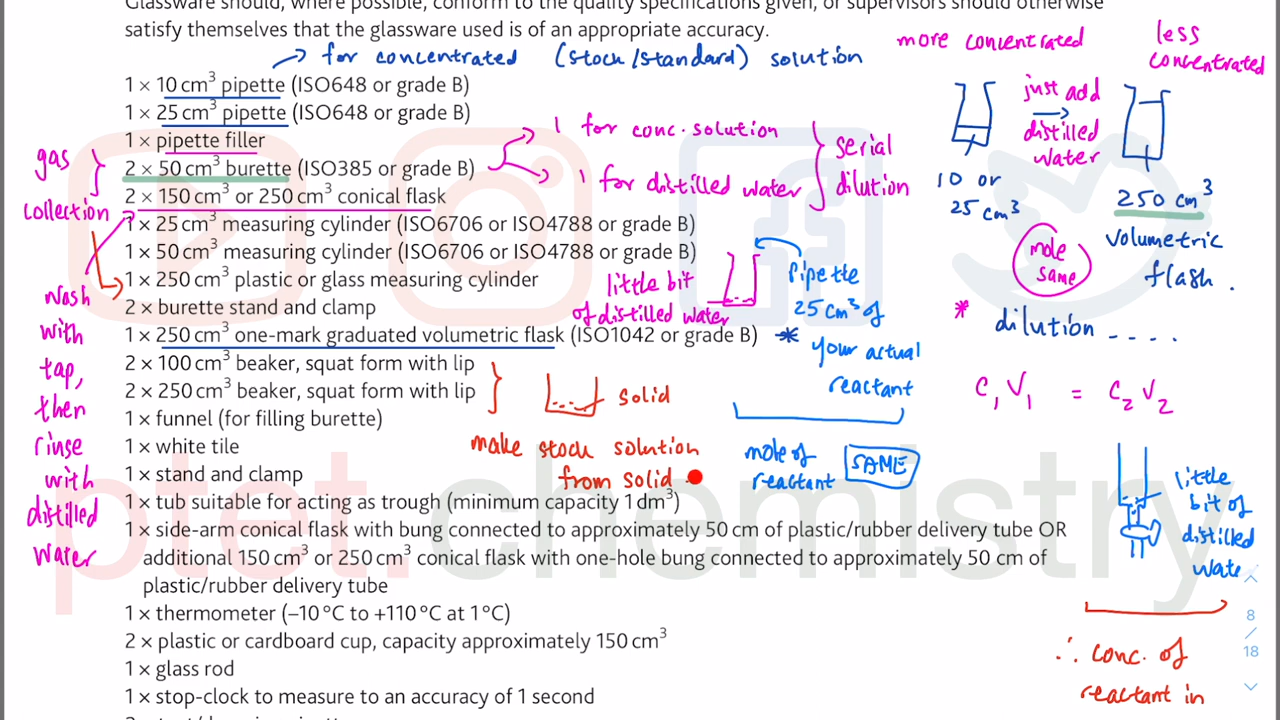 Glassware should, where possible, conform to the quality specifications given, or supervisors should otherwise
satisfy themselves that the glassware used is of an appropriate accuracy.
for concentrated (stock/standard) solution
1 × 10 cm³ pipette (ISO648 or grade B)
1 × 25 cm³ pipette (ISO648 or grade B)
1 × pipette filler
2 × 50 cm³ burette (ISO385 or grade B)
2 × 150 cm³ or 250 cm³ conical flask
1 × 25 cm³ measuring cylinder (ISO6706 or ISO4788 or grade B)
1 × 50 cm³ measuring cylinder (ISO6706 or ISO4788 or grade B)
1 × 250 cm³ plastic or glass measuring cylinder
2 × burette stand and clamp
1 × 250 cm³ one-mark graduated volumetric flask (ISO1042 or grade B) *
2 × 100 cm³ beaker, squat form with lip
2 × 250 cm³ beaker, squat form with lip
1 × funnel (for filling burette)
1 × white tile
1 × stand and clamp
1 × tub suitable for acting as trough (minimum capacity 1 dm³)
1 × side-arm conical flask with bung connected to approximately 50 cm of plastic/rubber delivery tube OR
additional 150 cm³ or 250 cm³ conical flask with one-hole bung connected to approximately 50 cm of
plastic/rubber delivery tube
1 × thermometer (–10 °C to +110 °C at 1 °C)
2 × plastic or cardboard cup, capacity approximately 150 cm³
1 × glass rod
1 × stop-clock to measure to an accuracy of 1 second
gas
collection
wash
with
tap,
then
rinse
with
distilled
water
1 for conc. solution
1 for distilled water
serial
dilution
little bit
of distilled water
pipette
25 cm³ of
your actual
reactant
solid
make stock solution
from solid
mole of
reactant
SAME
more concentrated
less
concentrated
just add
distilled
water
10 or
25 cm³
250 cm³
volumetric
flash.
mole
same
* dilution ....
C₁V₁ = C₂V₂
little
bit of
distilled
wate
∴ conc. of
reactant in
8
/
18
ptet.chemistry